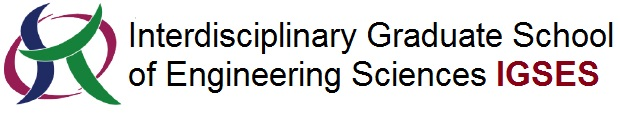 Interdisciplinary Graduate School
of Engineering Sciences IGSES